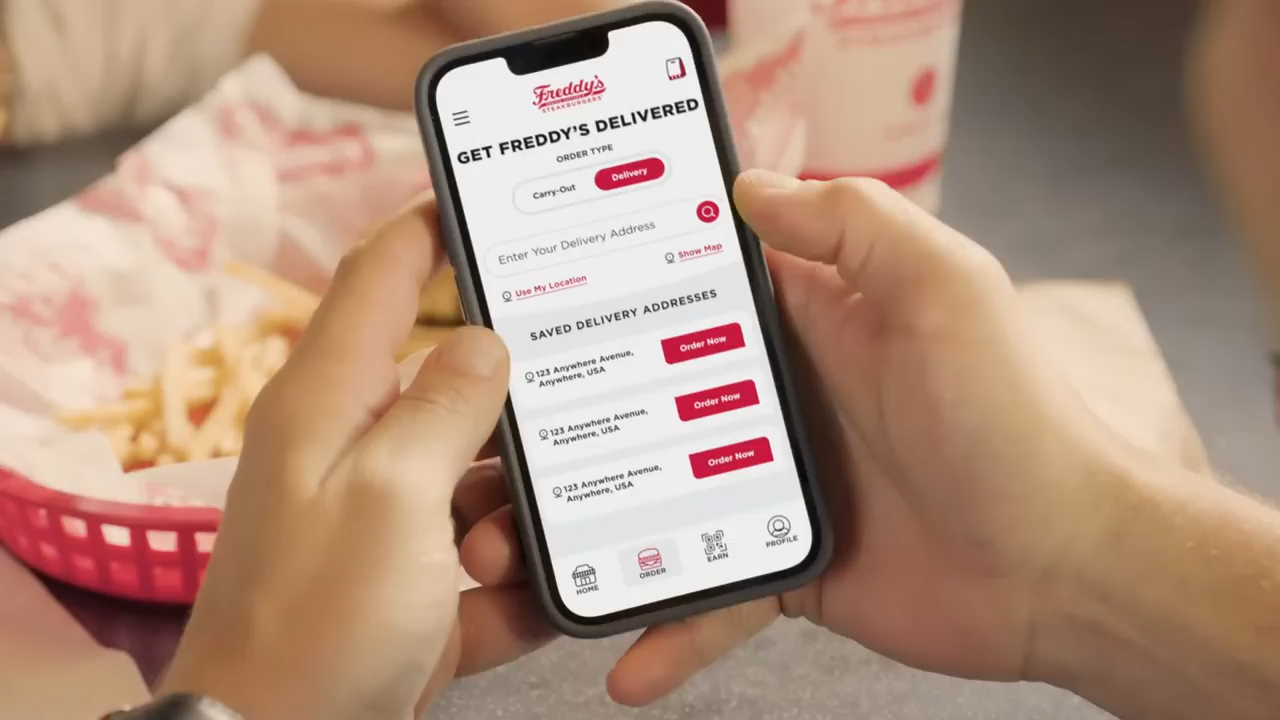 Freddy's
STEAKBURGERS
GET FREDDY'S DELIVERED
ORDER TYPE
Carry-Out
Delivery
Enter Your Delivery Address
Use My Location
Show Map
SAVED DELIVERY ADDRESSES
123 Anywhere Avenue,
Anywhere, USA
Order Now
123 Anywhere Avenue,
Anywhere, USA
Order Now
123 Anywhere Avenue,
Anywhere, USA
Order Now
HOME
ORDER
EARN
PROFILE